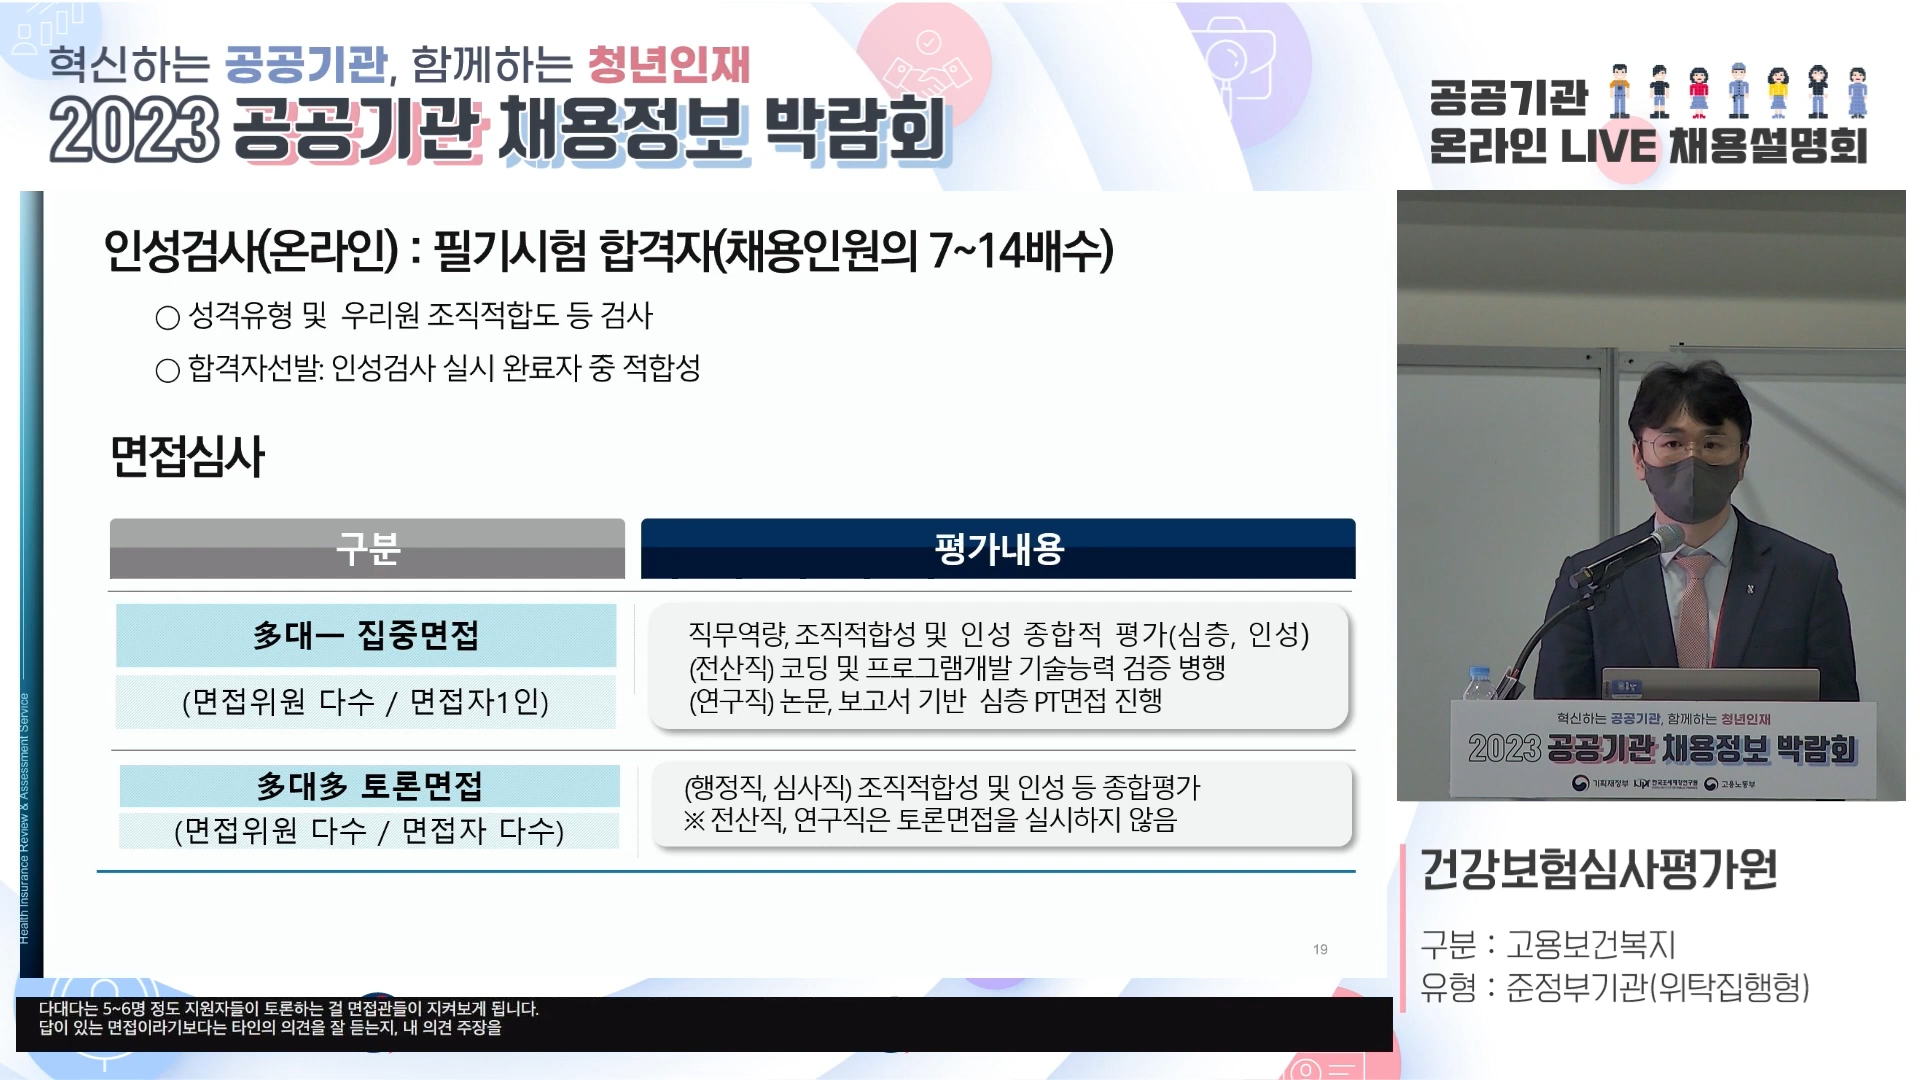 혁신하는 공공기관, 함께하는 청년인재
2023 공공기관 채용정보 박람회
공공기관
온라인 LIVE 채용설명회
인성검사(온라인) : 필기시험 합격자(채용인원의 7~14배수)
○ 성격유형 및 우리원 조직적합도 등 검사
○ 합격자선발: 인성검사 실시 완료자 중 적합성
면접심사
구분
평가내용
多대一 집중면접
(면접위원 다수 / 면접자1인)
직무역량, 조직적합성 및 인성 종합적 평가(심층, 인성)
(전산직) 코딩 및 프로그램개발 기술능력 검증 병행
(연구직) 논문, 보고서 기반 심층 PT면접 진행
多대多 토론면접
(면접위원 다수 / 면접자 다수)
(행정직, 심사직) 조직적합성 및 인성 등 종합평가
※ 전산직, 연구직은 토론면접을 실시하지 않음
19
Health Insurance Review & Assessment Service
혁신하는 공공기관, 함께하는 청년인재
2023 공공기관 채용정보 박람회
기획재정부 한국조세재정연구원 고용노동부
건강보험심사평가원
구분 : 고용보건복지
유형 : 준정부기관(위탁집행형)
다대다는 5~6명 정도 지원자들이 토론하는 걸 면접관들이 지켜보게 됩니다.
답이 있는 면접이라기보다는 타인의 의견을 잘 듣는지, 내 의견 주장을